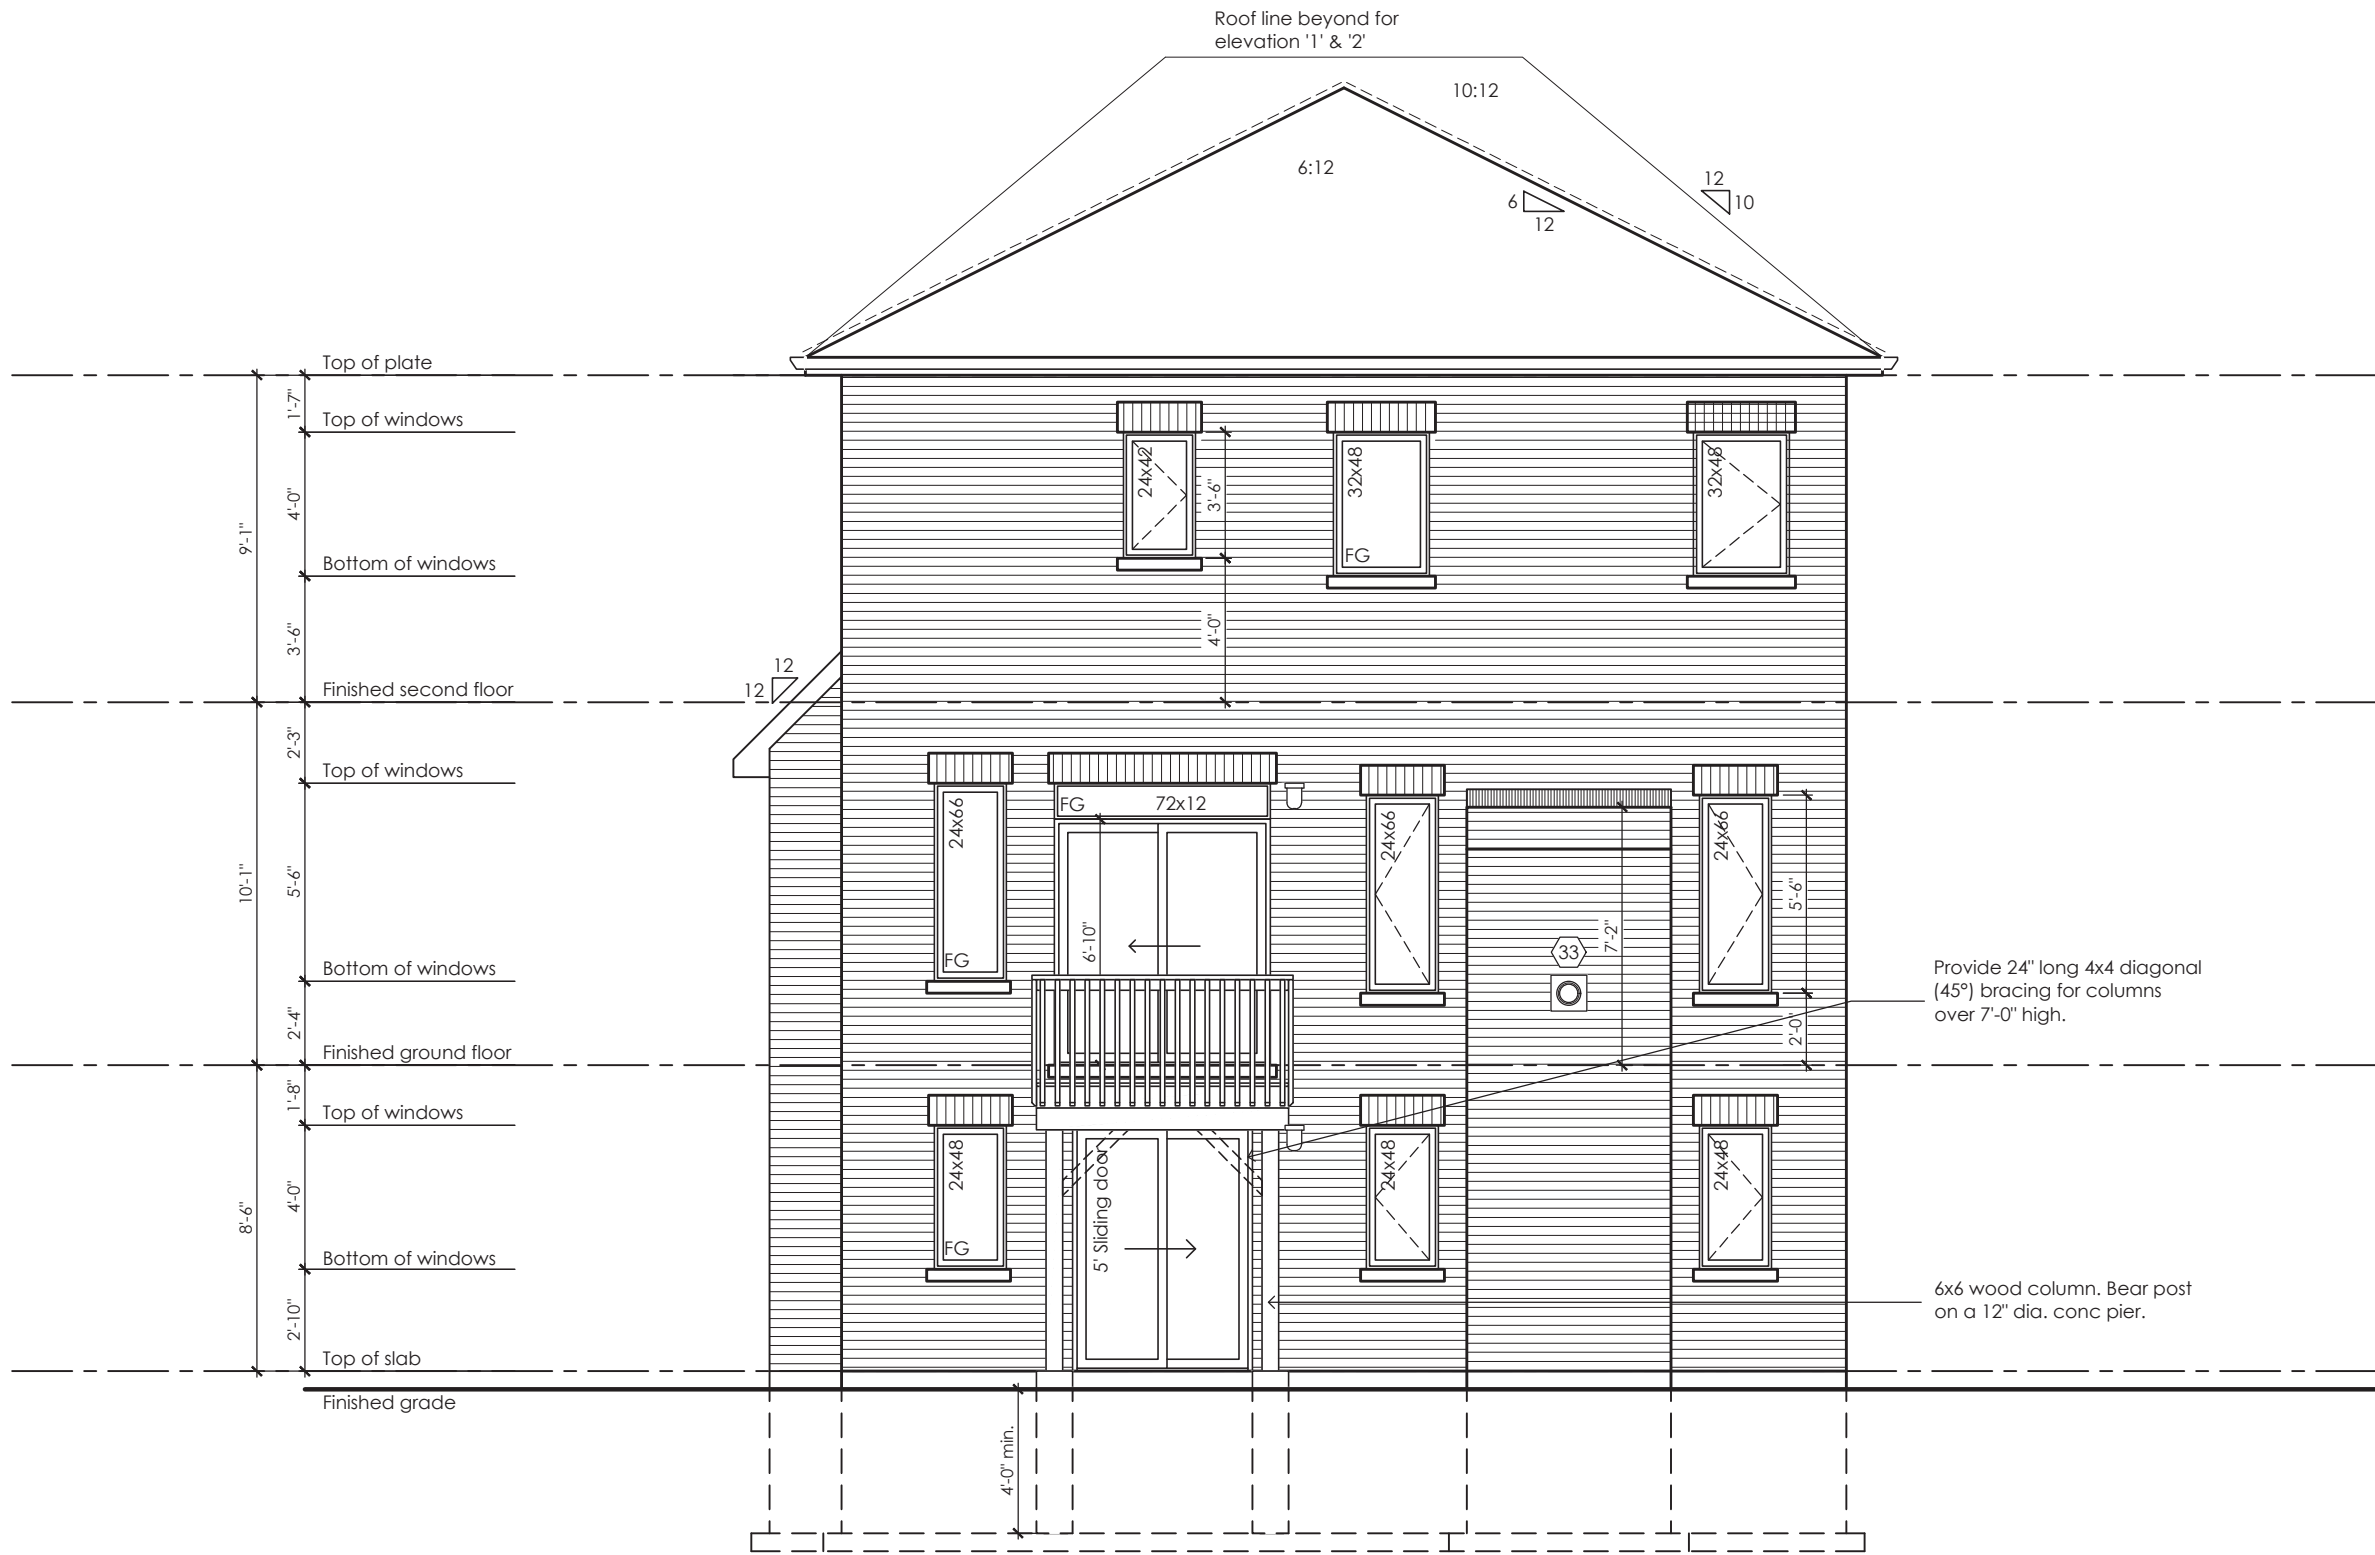 Roof line beyond for
elevation '1' & '2'
10:12
6:12
12
10
6
12
Top of plate
1'-7"
Top of windows
24x42
32x48
32x48
4'-0"
3'-6"
9'-1"
FG
Bottom of windows
3'-6"
4'-0"
12
12
Finished second floor
2'-3"
Top of windows
FG
72x12
24x66
24x66
24x66
10'-1"
5'-6"
5'-6"
6'-10"
7'-2"
33
FG
Bottom of windows
Provide 24" long 4x4 diagonal
(45°) bracing for columns
over 7'-0" high.
2'-4"
2'-0"
Finished ground floor
1'-8"
Top of windows
24x48
5' Sliding door
24x48
24x48
4'-0"
8'-6"
FG
Bottom of windows
6x6 wood column. Bear post
on a 12" dia. conc pier.
2'-10"
Top of slab
Finished grade
4'-0" min.